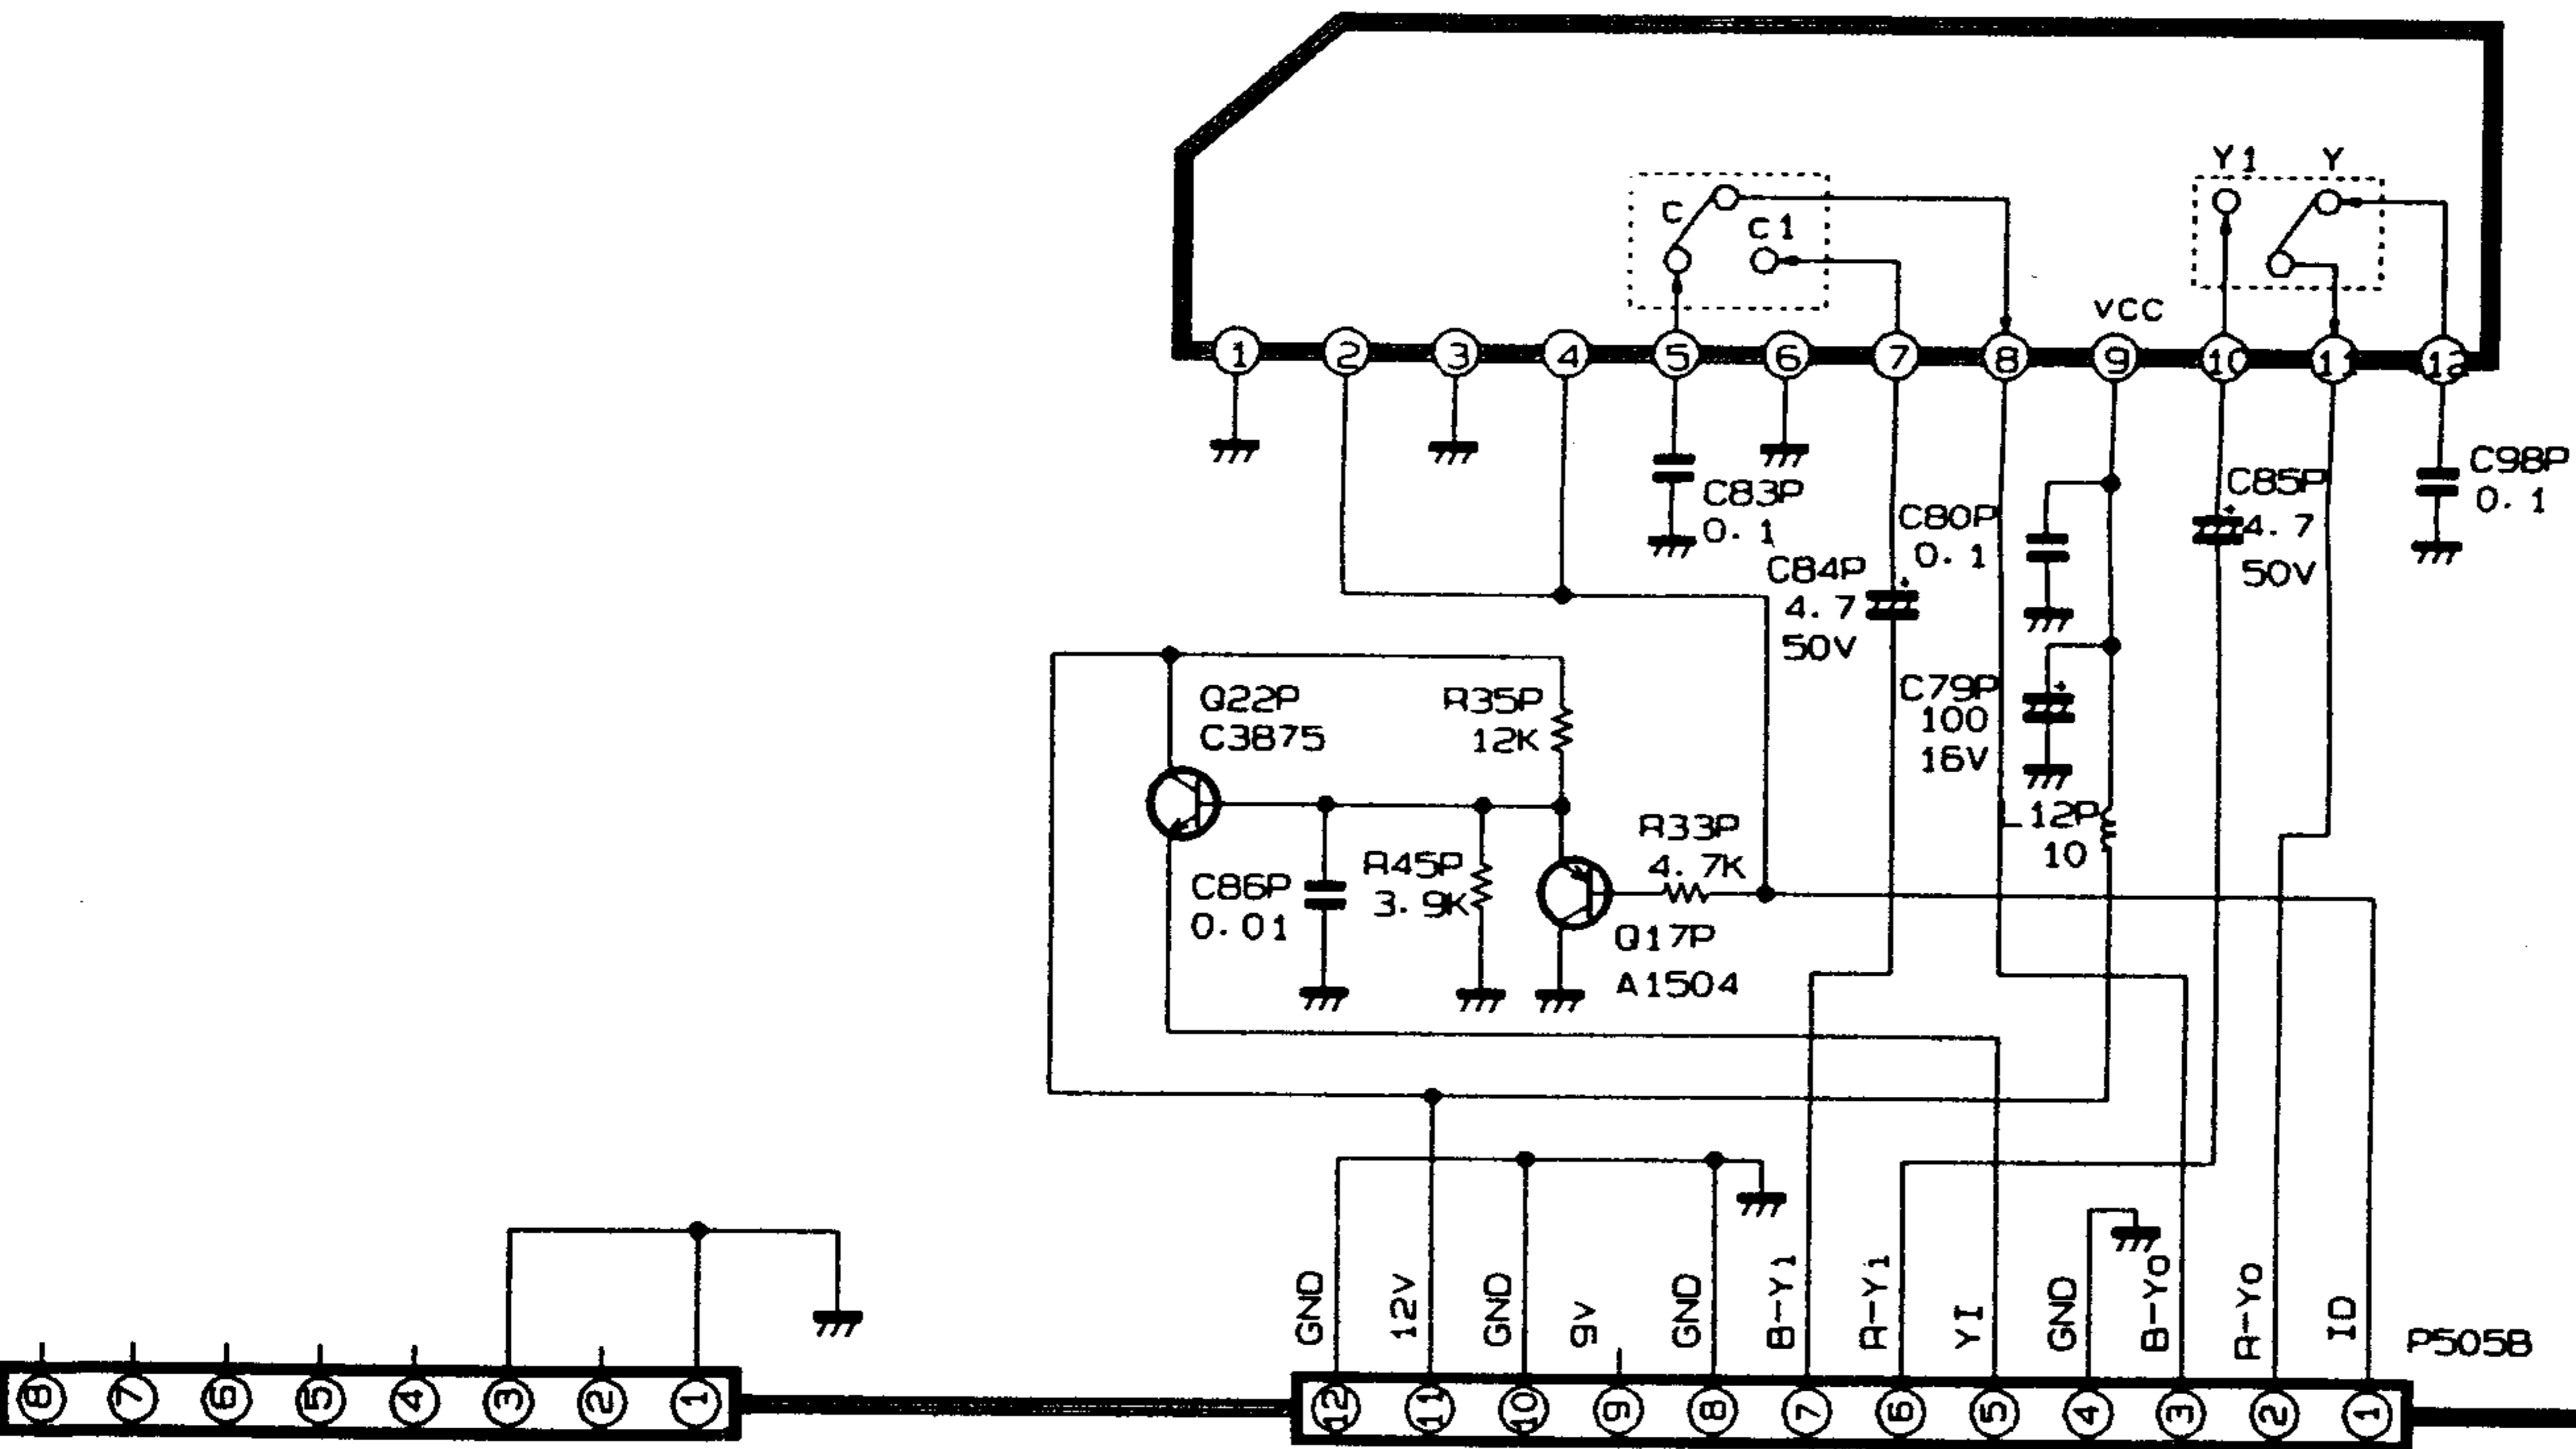 Y1 Y
C
C1
VCC
1 2 3 4 5 6 7 8 9 10 11 12
C83P
0.1
C98P
0.1
C85P
4.7
50V
C80P
0.1
C84P
4.7
50V
Q22P
C3875
R35P
12K
C79P
100
16V
L12P
10
R33P
4.7K
C86P
0.01
R45P
3.9K
Q17P
A1504
GND
12V
GND
9V
GND
B-Yi
R-Yi
YI
GND
B-Yo
R-Yo
ID
P505B
8 7 6 5 4 3 2 1
12 11 10 9 8 7 6 5 4 3 2 1